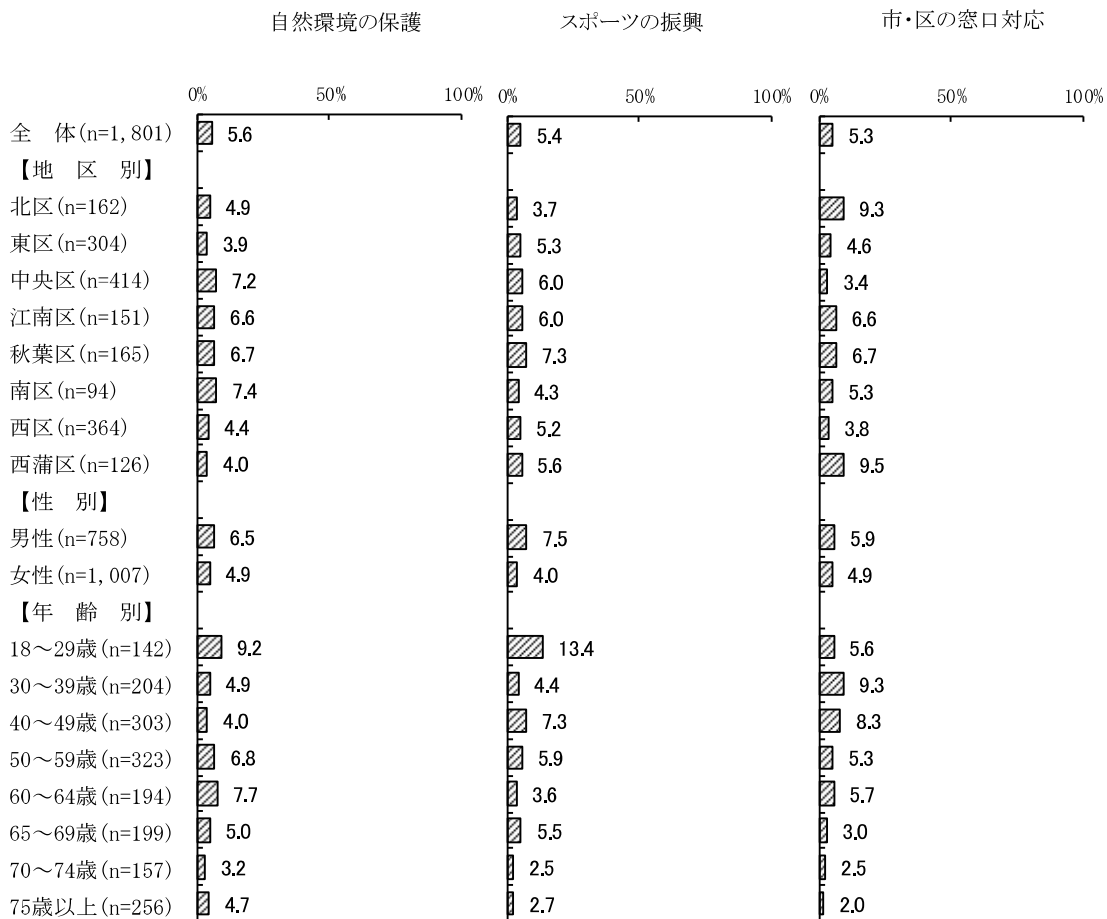 自然環境の保護 スポーツの振興 市・区の窓口対応
0% 50% 100% 0% 50% 100% 0% 50% 100%
全　体(n=1,801) 5.6 5.4 5.3
【地　区　別】
北区(n=162) 4.9 3.7 9.3
東区(n=304) 3.9 5.3 4.6
中央区(n=414) 7.2 6.0 3.4
江南区(n=151) 6.6 6.0 6.6
秋葉区(n=165) 6.7 7.3 6.7
南区(n=94) 7.4 4.3 5.3
西区(n=364) 4.4 5.2 3.8
西蒲区(n=126) 4.0 5.6 9.5
【性　別】
男性(n=758) 6.5 7.5 5.9
女性(n=1,007) 4.9 4.0 4.9
【年　齢　別】
18～29歳(n=142) 9.2 13.4 5.6
30～39歳(n=204) 4.9 4.4 9.3
40～49歳(n=303) 4.0 7.3 8.3
50～59歳(n=323) 6.8 5.9 5.3
60～64歳(n=194) 7.7 3.6 5.7
65～69歳(n=199) 5.0 5.5 3.0
70～74歳(n=157) 3.2 2.5 2.5
75歳以上(n=256) 4.7 2.7 2.0